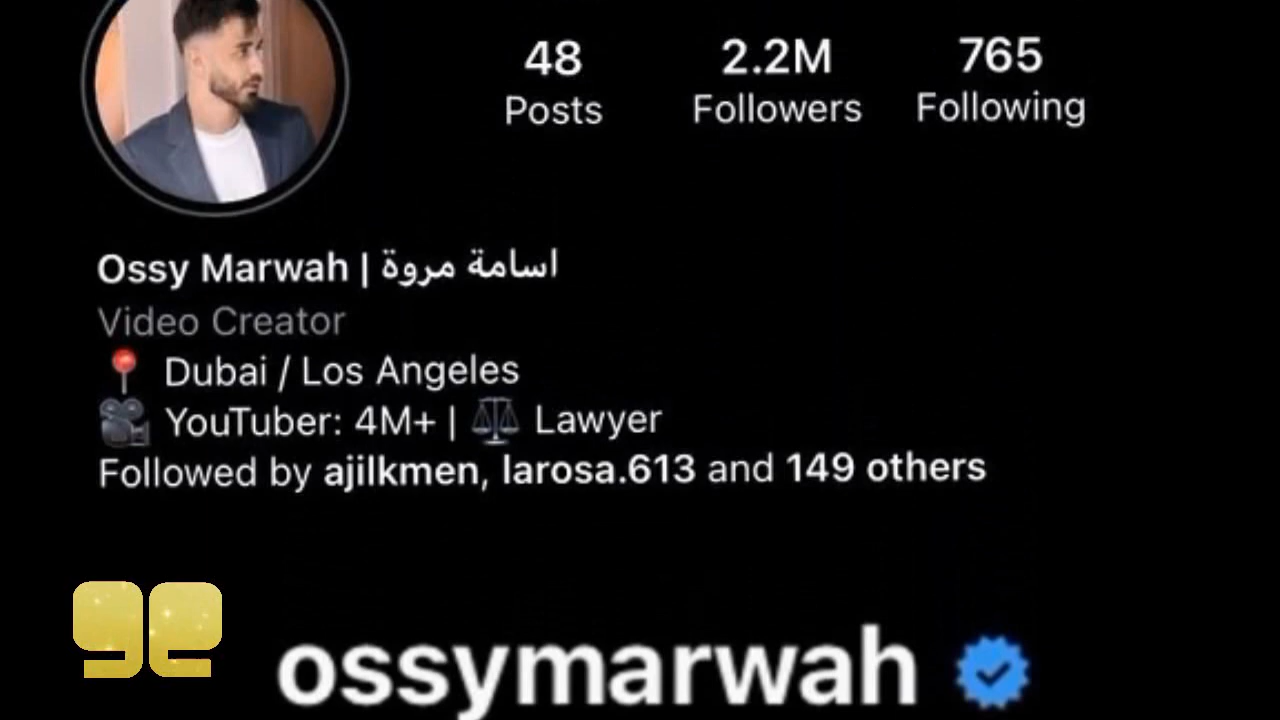 48 2.2M 765
Posts Followers Following
Ossy Marwah | اسامة مروة
Video Creator
📍 Dubai / Los Angeles
🎥 YouTuber: 4M+ | ⚖️ Lawyer
Followed by ajilkmen, larosa.613 and 149 others
ossymarwah